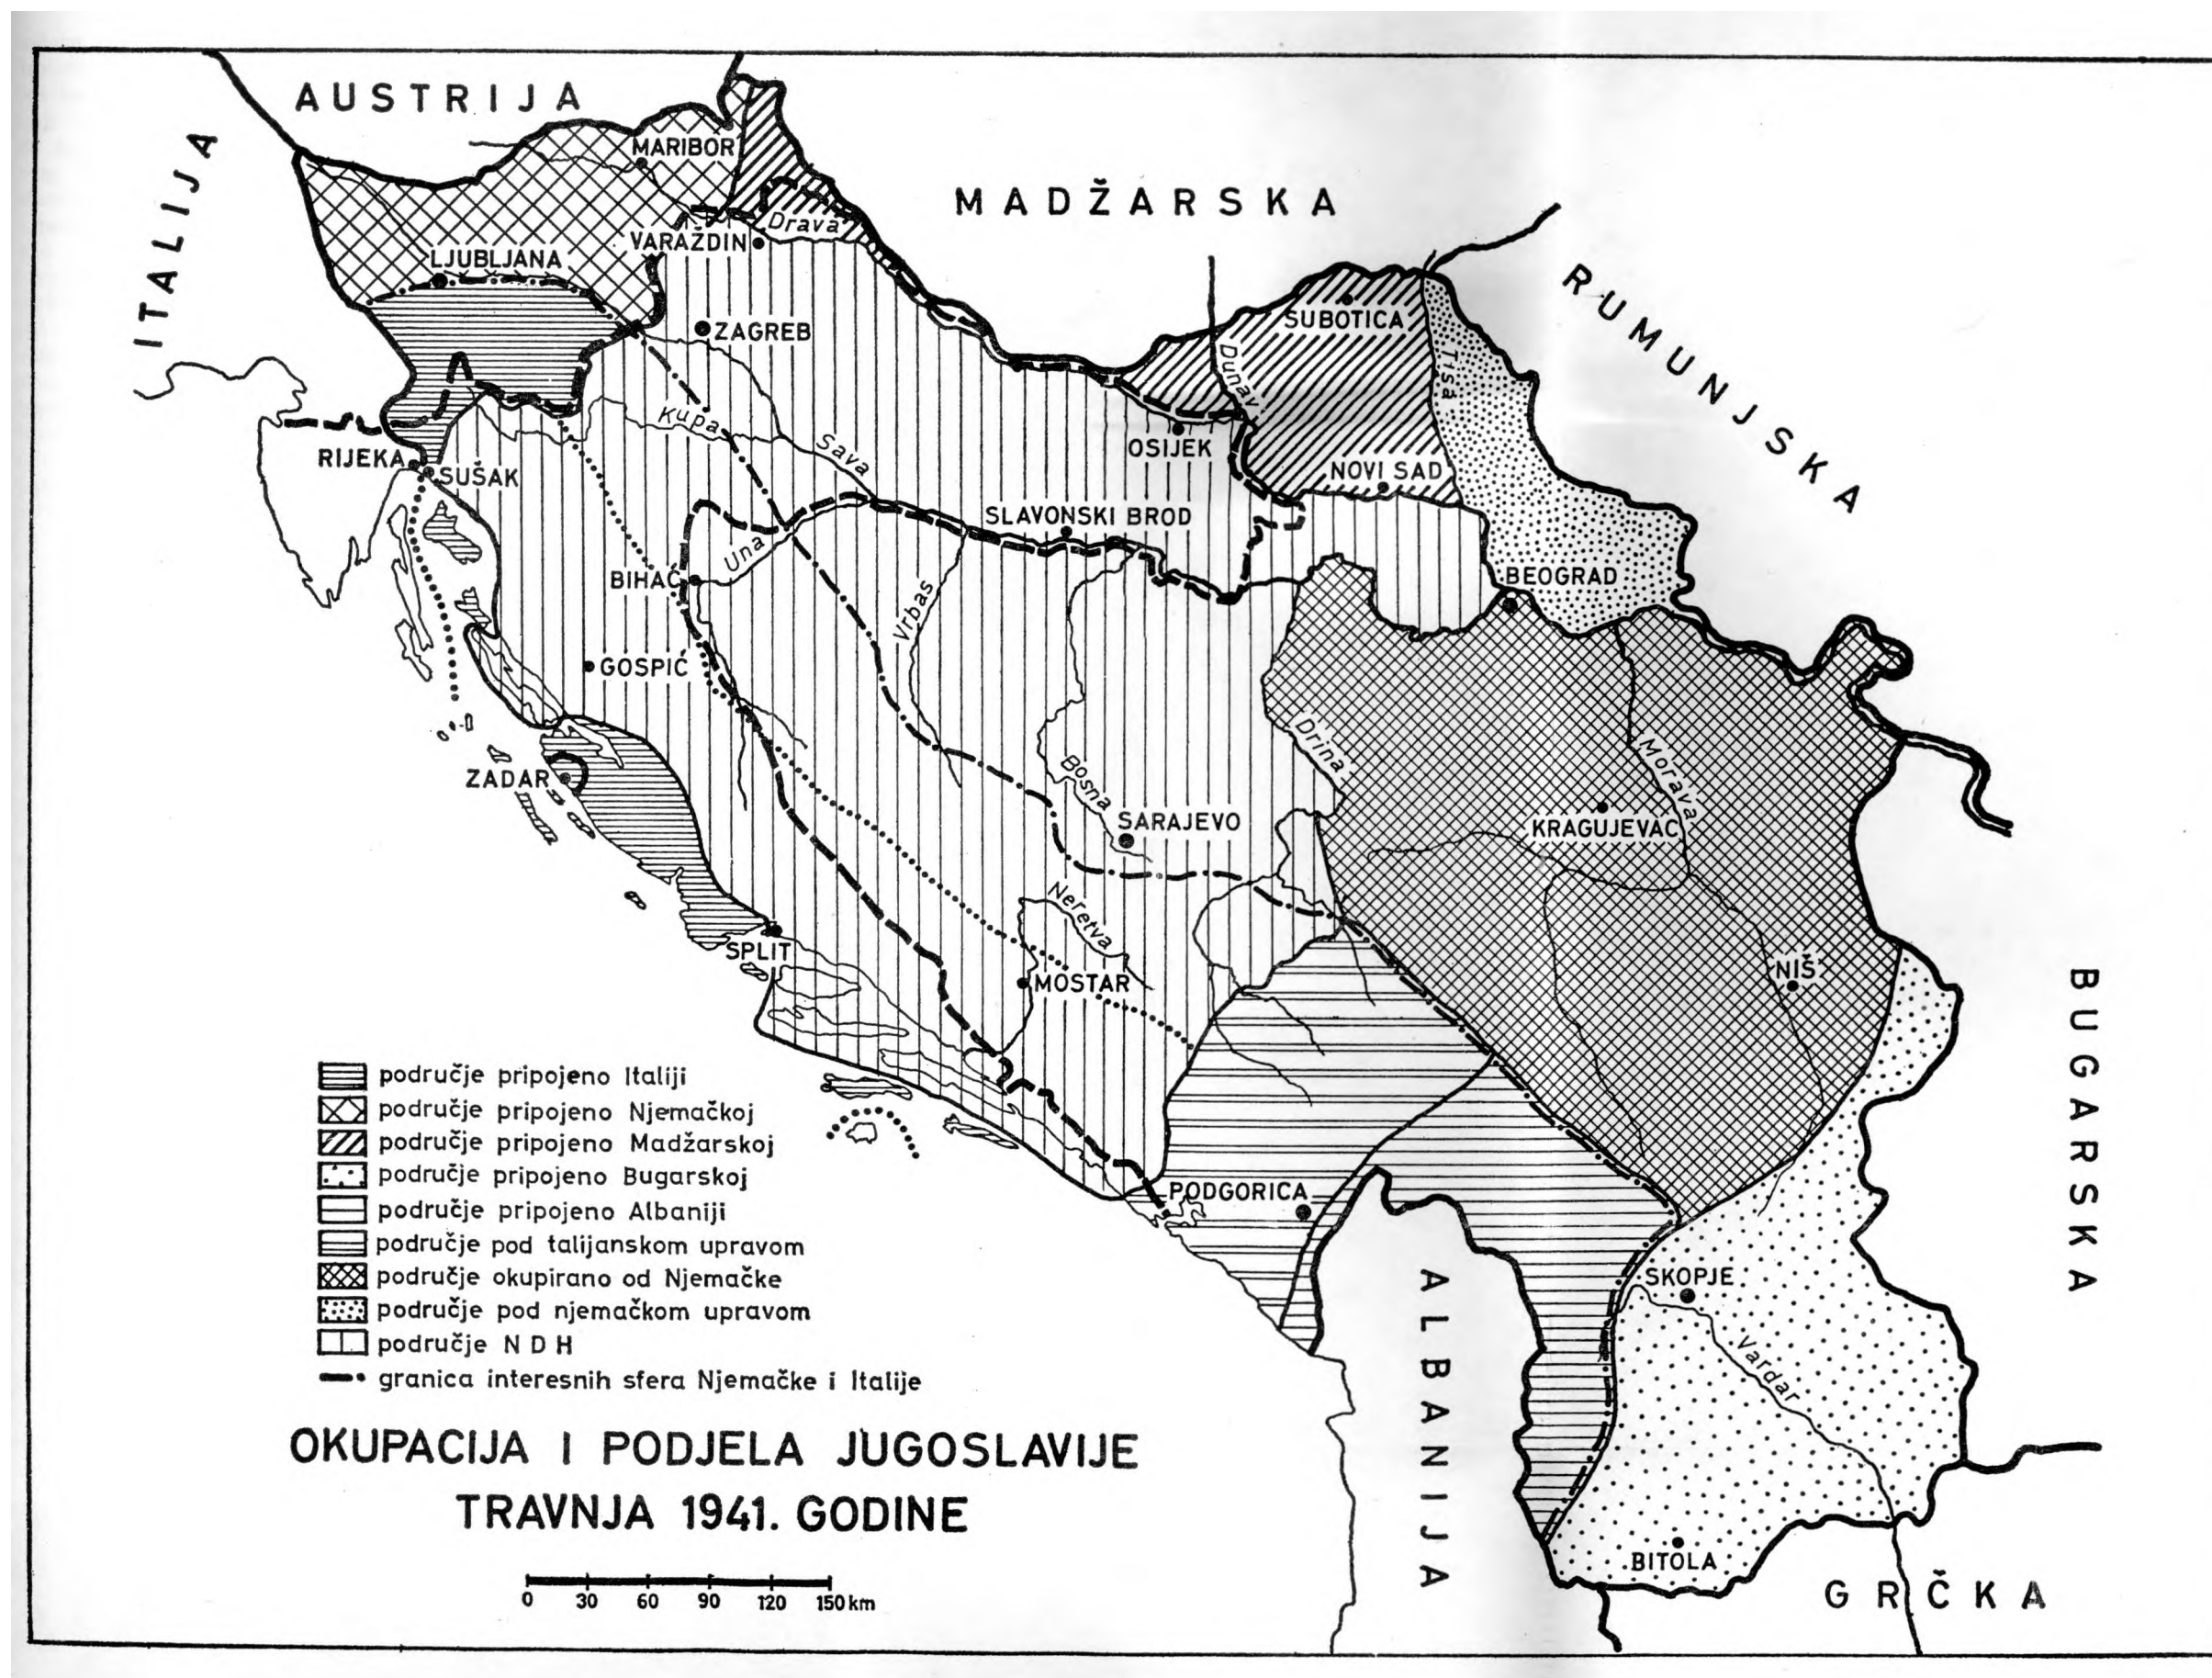 AUSTRIJA
ITALIJA
MADŽARSKA
RUMUNJSKA
BUGARSKA
ALBANIJA
GRČKA
MARIBOR
VARAŽDIN
Drava
LJUBLJANA
ZAGREB
SUBOTICA
Dunav
Tisa
Kupa
Sava
OSIJEK
RIJEKA
SUŠAK
NOVI SAD
SLAVONSKI BROD
Una
BIHAĆ
Vrbas
BEOGRAD
GOSPIĆ
Drina
Morava
Bosna
ZADAR
SARAJEVO
KRAGUJEVAC
Neretva
SPLIT
MOSTAR
NIŠ
PODGORICA
SKOPJE
Vardar
BITOLA
područje pripojeno Italiji
područje pripojeno Njemačkoj
područje pripojeno Madžarskoj
područje pripojeno Bugarskoj
područje pripojeno Albaniji
područje pod talijanskom upravom
područje okupirano od Njemačke
područje pod njemačkom upravom
područje NDH
granica interesnih sfera Njemačke i Italije
OKUPACIJA I PODJELA JUGOSLAVIJE
TRAVNJA 1941. GODINE
0 30 60 90 120 150 km